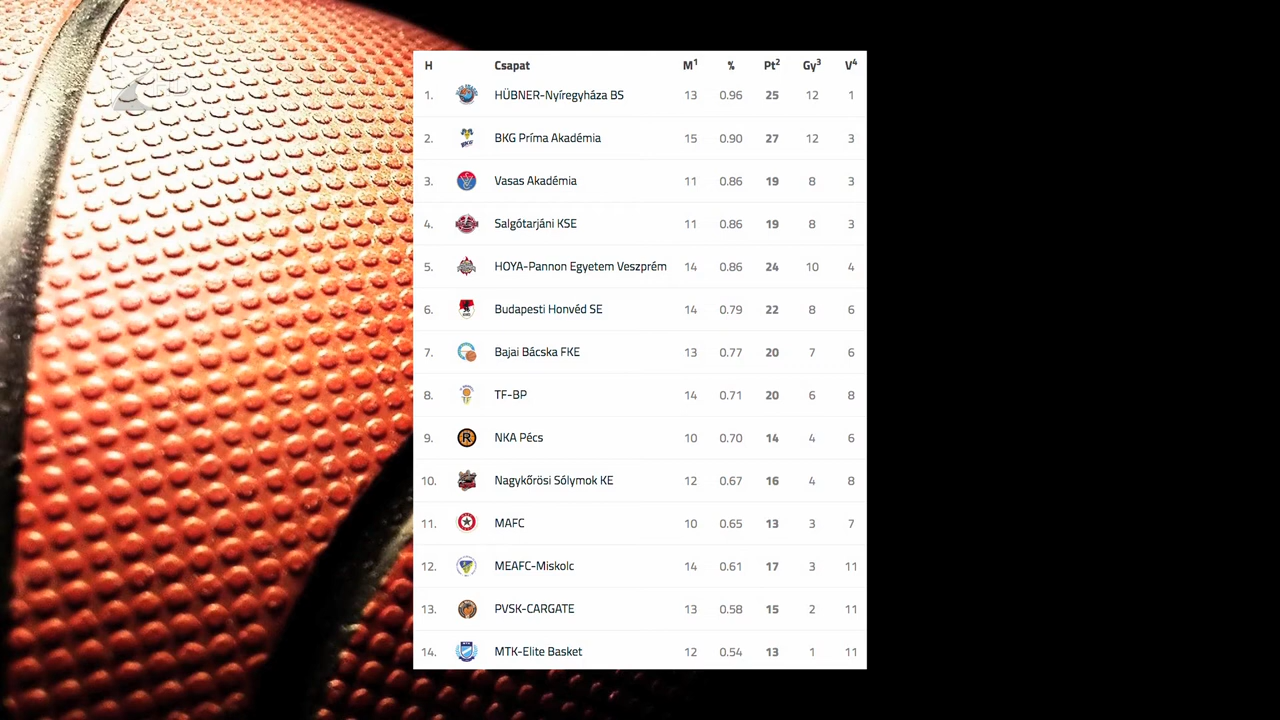 H Csapat M¹ % Pt² Gy³ V⁴
1. HÜBNER-Nyíregyháza BS 13 0.96 25 12 1
2. BKG Príma Akadémia 15 0.90 27 12 3
3. Vasas Akadémia 11 0.86 19 8 3
4. Salgótarjáni KSE 11 0.86 19 8 3
5. HOYA-Pannon Egyetem Veszprém 14 0.86 24 10 4
6. Budapesti Honvéd SE 14 0.79 22 8 6
7. Bajai Bácska FKE 13 0.77 20 7 6
8. TF-BP 14 0.71 20 6 8
9. NKA Pécs 10 0.70 14 4 6
10. Nagykőrösi Sólymok KE 12 0.67 16 4 8
11. MAFC 10 0.65 13 3 7
12. MEAFC-Miskolc 14 0.61 17 3 11
13. PVSK-CARGATE 13 0.58 15 2 11
14. MTK-Elite Basket 12 0.54 13 1 11